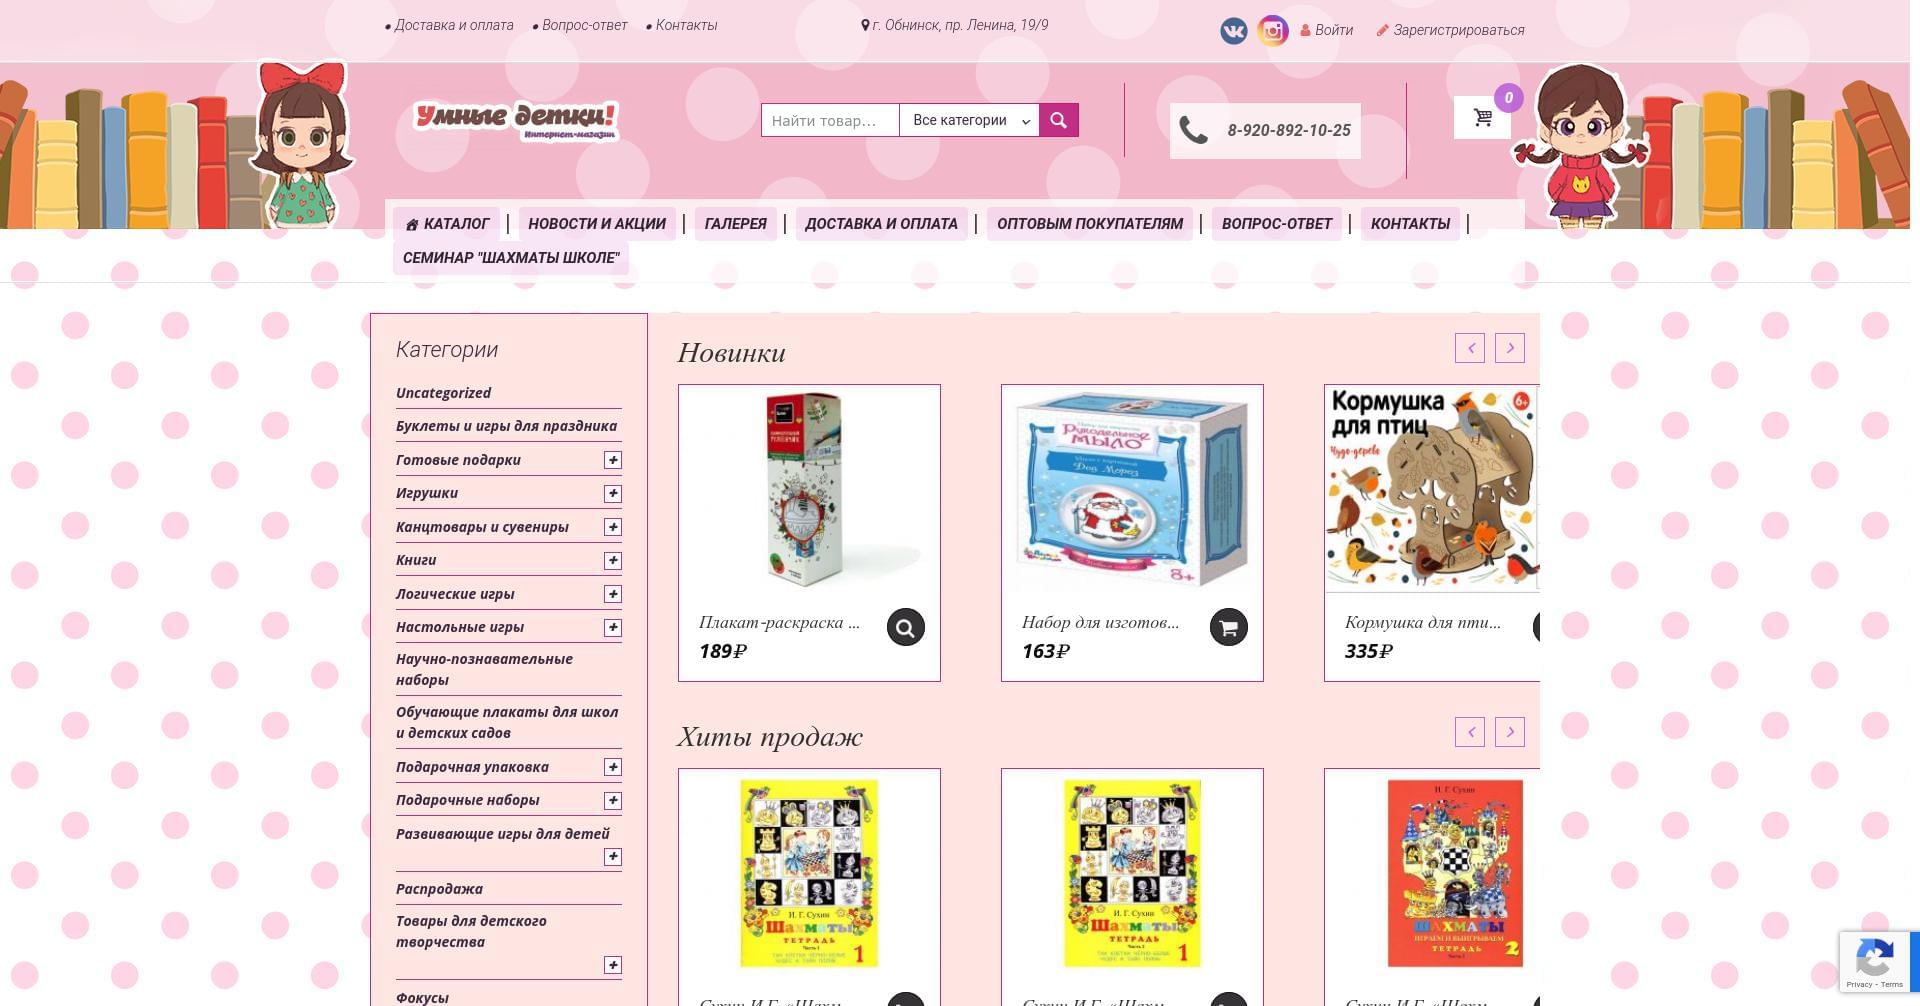 Доставка и оплата
Вопрос-ответ
Контакты
г. Обнинск, пр. Ленина, 19/9
Войти
Зарегистрироваться
Умные детки!
Интернет-магазин
Найти товар...
Все категории
8-920-892-10-25
0
КАТАЛОГ
НОВОСТИ И АКЦИИ
ГАЛЕРЕЯ
ДОСТАВКА И ОПЛАТА
ОПТОВЫМ ПОКУПАТЕЛЯМ
ВОПРОС-ОТВЕТ
КОНТАКТЫ
СЕМИНАР "ШАХМАТЫ ШКОЛЕ"
Категории
Uncategorized
Буклеты и игры для праздника
Готовые подарки
Игрушки
Канцтовары и сувениры
Книги
Логические игры
Настольные игры
Научно-познавательные
наборы
Обучающие плакаты для школ
и детских садов
Подарочная упаковка
Подарочные наборы
Развивающие игры для детей
Распродажа
Товары для детского
творчества
Фокусы
Новинки
Рукодельное
МЫЛО
Дед Мороз
8+
Кормушка
для птиц
6+
Чудо-дерево
Плакат-раскраска ...
189₽
Набор для изготов...
163₽
Кормушка для пти...
335₽
Хиты продаж
И. Г. Сухин
Шахматы
ТЕТРАДЬ
1
И. Г. Сухин
Шахматы
ТЕТРАДЬ
1
И. Г. Сухин
ШАХМАТЫ
ИГРАЕМ И ВЫИГРЫВАЕМ
ТЕТРАДЬ
2
Сухин И.Г. «Шахм...
Сухин И.Г. «Шахм...
Сухин И.Г. «Шахм...
Privacy - Terms